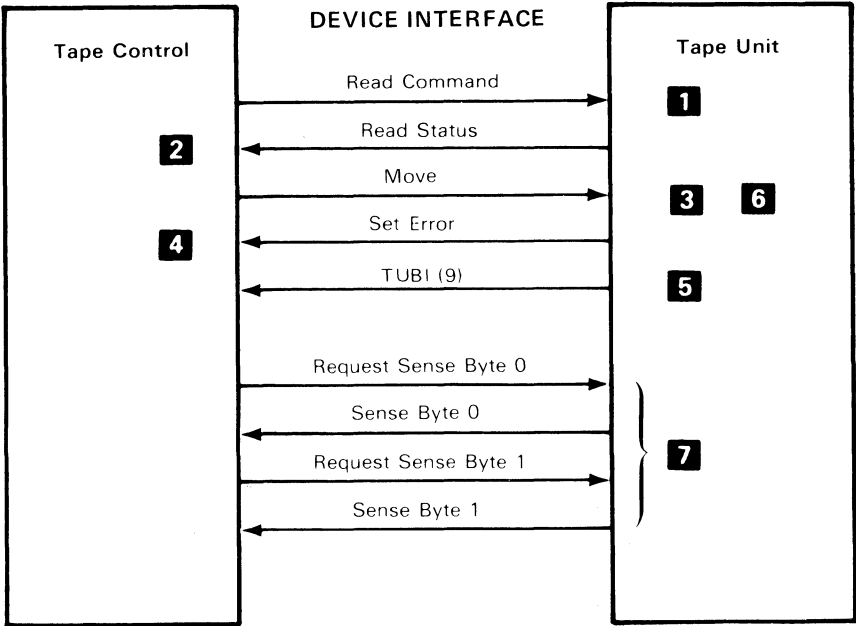 DEVICE INTERFACE
Tape Control
Tape Unit
Read Command
1
Read Status
2
Move
3 6
Set Error
4
TUBI (9)
5
Request Sense Byte 0
Sense Byte 0
Request Sense Byte 1
7
Sense Byte 1